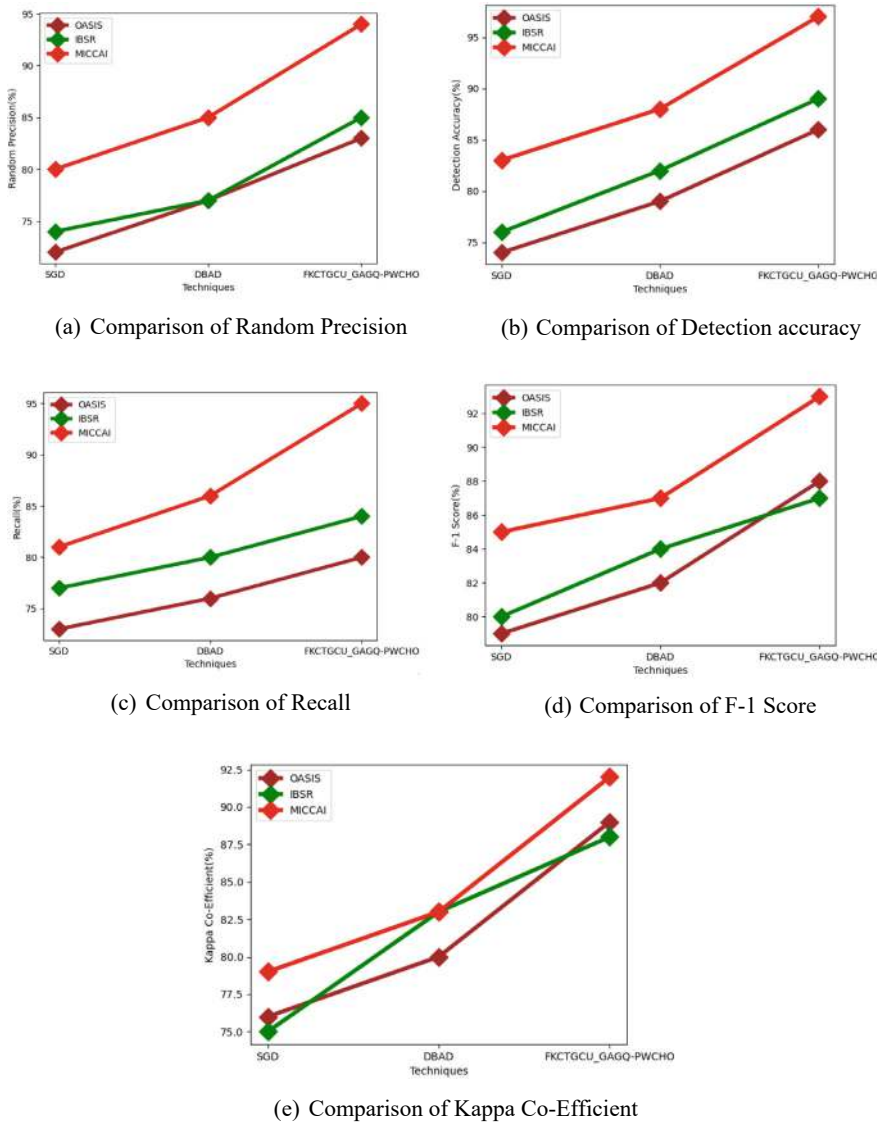 95
90
85
80
75
Random Precision(%)
OASIS
IBSR
MICCAI
SGD
DBAD
FKCTGCU_GAGQ-PWCHO
Techniques
(a) Comparison of Random Precision
95
90
85
80
75
Detection Accuracy(%)
OASIS
IBSR
MICCAI
SGD
DBAD
FKCTGCU_GAGQ-PWCHO
Techniques
(b) Comparison of Detection accuracy
95
90
85
80
75
Recall(%)
OASIS
IBSR
MICCAI
SGD
DBAD
FKCTGCU_GAGQ-PWCHO
Techniques
(c) Comparison of Recall
92
90
88
86
84
82
80
F-1 Score(%)
OASIS
IBSR
MICCAI
SGD
DBAD
FKCTGCU_GAGQ-PWCHO
Techniques
(d) Comparison of F-1 Score
92.5
90.0
87.5
85.0
82.5
80.0
77.5
75.0
Kappa Co-Efficient(%)
OASIS
IBSR
MICCAI
SGD
DBAD
FKCTGCU_GAGQ-PWCHO
Techniques
(e) Comparison of Kappa Co-Efficient